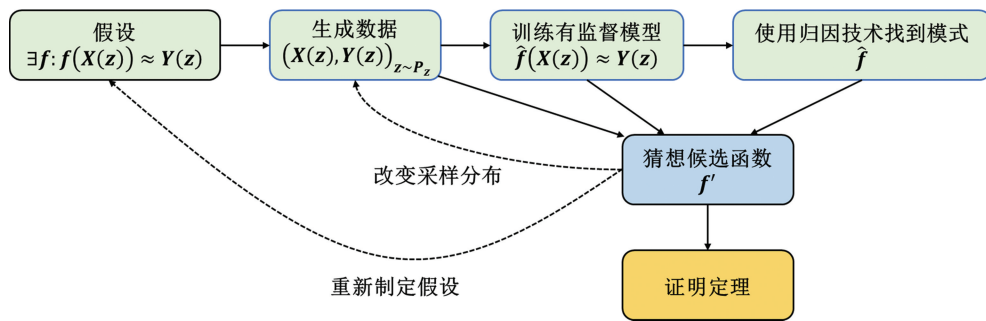 假设
∃f: f(X(z)) ≈ Y(z)
生成数据
(X(z), Y(z))_{z~P_z}
训练有监督模型
f̂(X(z)) ≈ Y(z)
使用归因技术找到模式
f̂
猜想候选函数
f′
改变采样分布
重新制定假设
证明定理